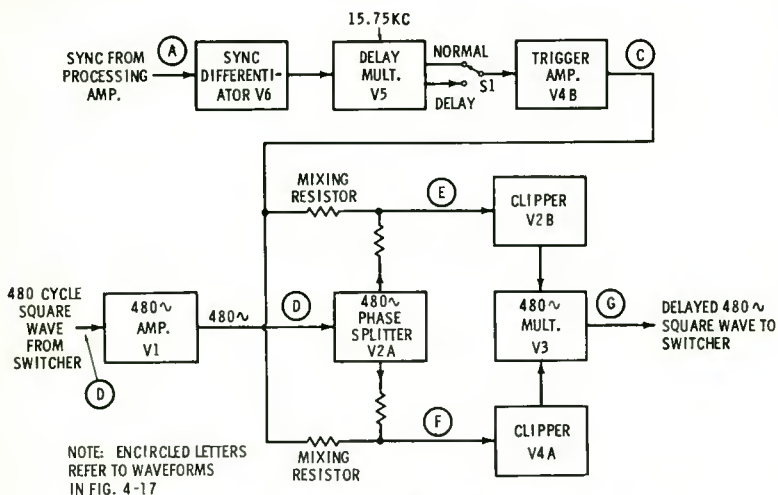 15.75KC
SYNC FROM
PROCESSING
AMP.
A
SYNC
DIFFERENTI-
ATOR V6
DELAY
MULT.
V5
NORMAL
S1
DELAY
TRIGGER
AMP.
V4B
C
MIXING
RESISTOR
E
CLIPPER
V2B
480 CYCLE
SQUARE
WAVE
FROM
SWITCHER
D
480~
AMP.
V1
480~
D
480~
PHASE
SPLITTER
V2A
480~
MULT.
V3
G
DELAYED 480~
SQUARE WAVE TO
SWITCHER
MIXING
RESISTOR
F
CLIPPER
V4A
NOTE: ENCIRCLED LETTERS
REFER TO WAVEFORMS
IN FIG. 4-17